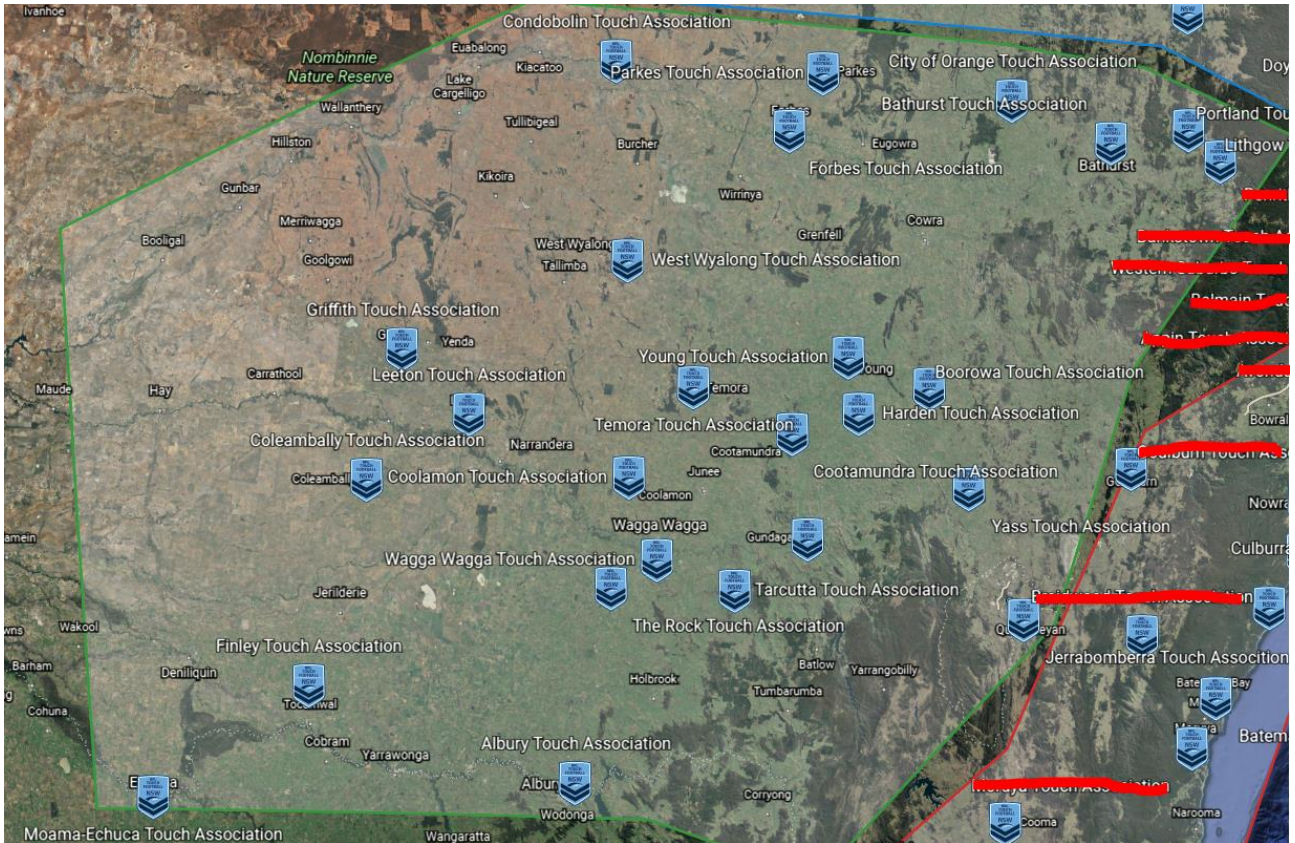 Ivanhoe
Condobolin Touch Association
Nombinnie
Nature Reserve
Euabalong
Kiacatoo
Lake
Cargelligo
Parkes Touch Association
Parkes
City of Orange Touch Association
Doy
Wallanthery
Tullibigeal
Forbes
Bathurst Touch Association
Portland Tou
Hillston
Burcher
Eugowra
Lithgow
Bathurst
Forbes Touch Association
Kikoira
Gunbar
Wirrinya
Merriwagga
Cowra
Booligal
Goolgowi
West Wyalong
Tallimba
West Wyalong Touch Association
Grenfell
Griffith Touch Association
Yenda
Young Touch Association
Young
Boorowa Touch Association
Carrathool
Leeton Touch Association
Maude
Hay
Temora
Harden Touch Association
Temora Touch Association
Bowral
Coleambally Touch Association
Narrandera
Cootamundra
Coleambally
Coolamon Touch Association
Junee
Cootamundra Touch Association
Coolamon
Nowra
Wagga Wagga
Yass Touch Association
Gundaga
Culburra
Wagga Wagga Touch Association
Tarcutta Touch Association
Jerilderie
Wakool
The Rock Touch Association
Finley Touch Association
Jerrabomberra Touch Assocition
Barham
Deniliquin
Batlow
Yarrangobilly
Holbrook
Tumbarumba
Cohuna
Tocumwal
Cobram
Yarrawonga
Albury Touch Association
Batem
Albury
Corryong
Wodonga
Narooma
Cooma
Moama-Echuca Touch Association
Wangaratta